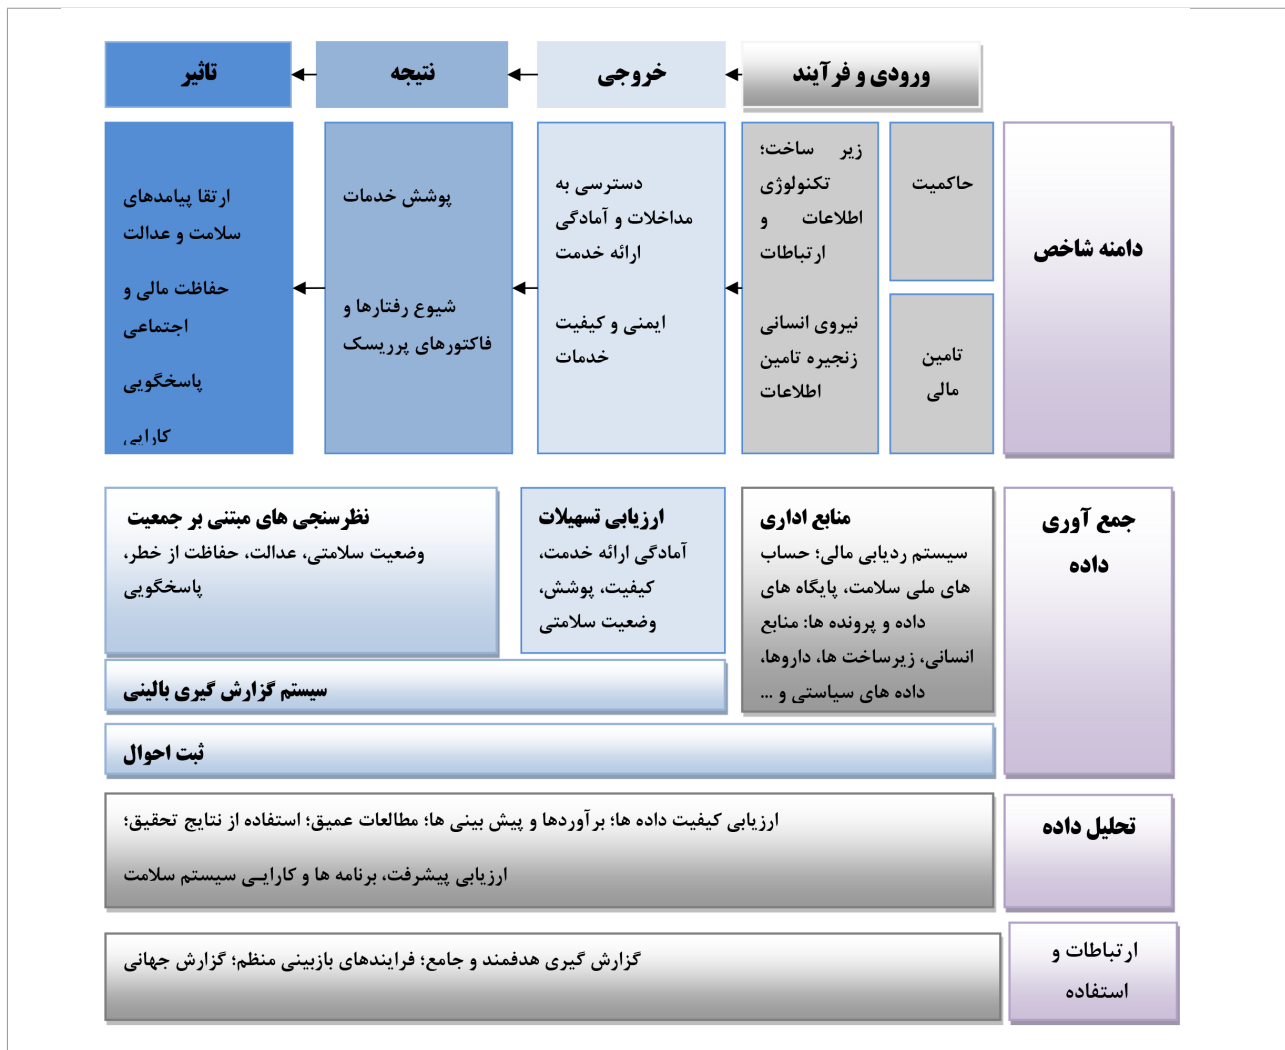 ورودی و فرآیند
خروجی
نتیجه
تاثیر
دامنه شاخص
حاکمیت
تامین
مالی
زیر ساخت؛
تکنولوژی
اطلاعات و
ارتباطات
نیروی انسانی
زنجیره تامین
اطلاعات
دسترسی به
مداخلات و آمادگی
ارائه خدمت
ایمنی و کیفیت
خدمات
پوشش خدمات
شیوع رفتارها و
فاکتورهای پرریسک
ارتقا پیامدهای
سلامت و عدالت
حفاظت مالی و
اجتماعی
پاسخگویی
کارایی
جمع آوری
داده
منابع اداری
سیستم ردیابی مالی؛ حساب
های ملی سلامت، پایگاه های
داده و پرونده ها: منابع
انسانی، زیرساخت ها، داروها،
داده های سیاستی و ...
ارزیابی تسهیلات
آمادگی ارائه خدمت،
کیفیت، پوشش،
وضعیت سلامتی
نظرسنجی های مبتنی بر جمعیت
وضعیت سلامتی، عدالت، حفاظت از خطر،
پاسخگویی
سیستم گزارش گیری بالینی
ثبت احوال
تحلیل داده
ارزیابی کیفیت داده ها؛ برآوردها و پیش بینی ها؛ مطالعات عمیق؛ استفاده از نتایج تحقیق؛
ارزیابی پیشرفت، برنامه ها و کارایـی سیستم سلامت
ارتباطات و
استفاده
گزارش گیری هدفمند و جامع؛ فرایندهای بازبینی منظم؛ گزارش جهانی